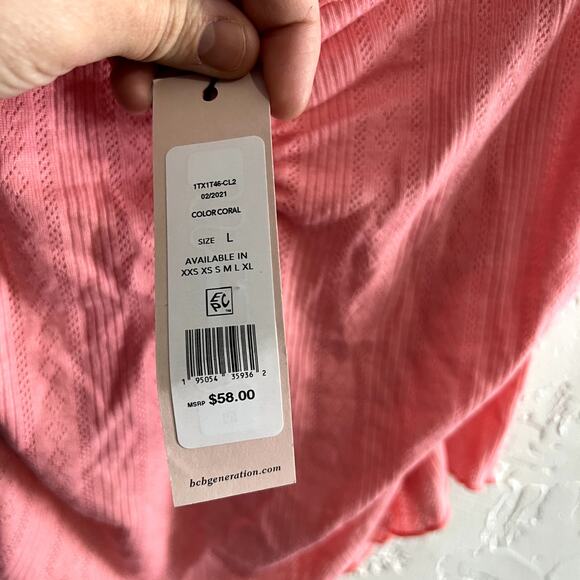 1TX1T46-CL2
02/2021
COLOR CORAL
SIZE L
AVAILABLE IN
XXS XS S M L XL
EPC™
1 95054 35936 2
MSRP $58.00
bcbgeneration.com